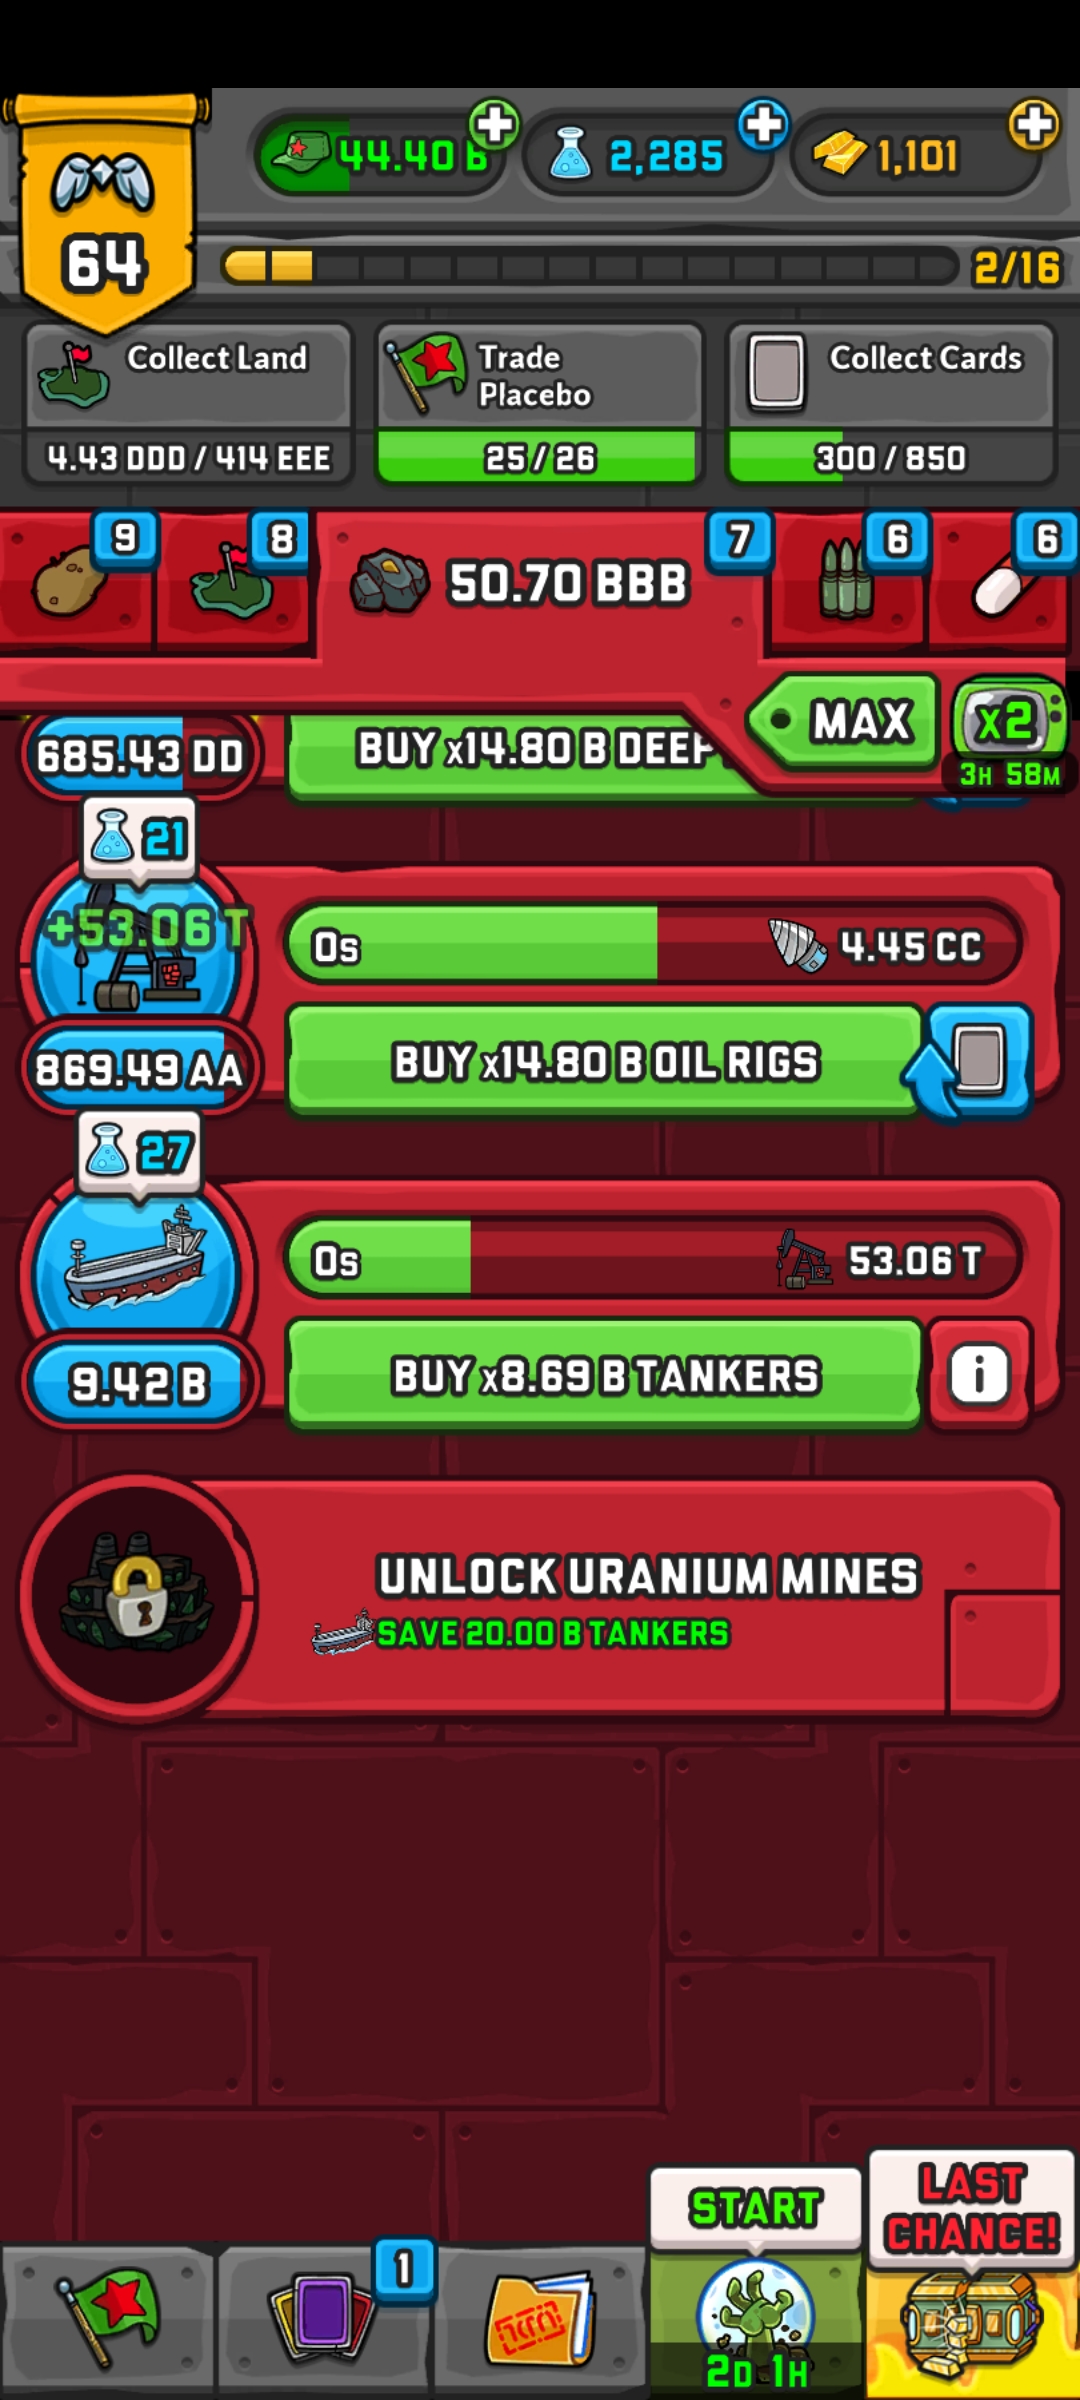 44.40 B
2,285
1,101
64
2/16
Collect Land
4.43 DDD / 414 EEE
Trade
Placebo
25 / 26
Collect Cards
300 / 850
9
8
50.70 BBB
7
6
6
MAX
x2
3H 58M
685.43 DD
BUY x14.80 B DEEP
21
+53.06 T
0s
4.45 CC
869.49 AA
BUY x14.80 B OIL RIGS
27
0s
53.06 T
9.42 B
BUY x8.69 B TANKERS
i
UNLOCK URANIUM MINES
SAVE 20.00 B TANKERS
START
LAST
CHANCE!
1
2D 1H